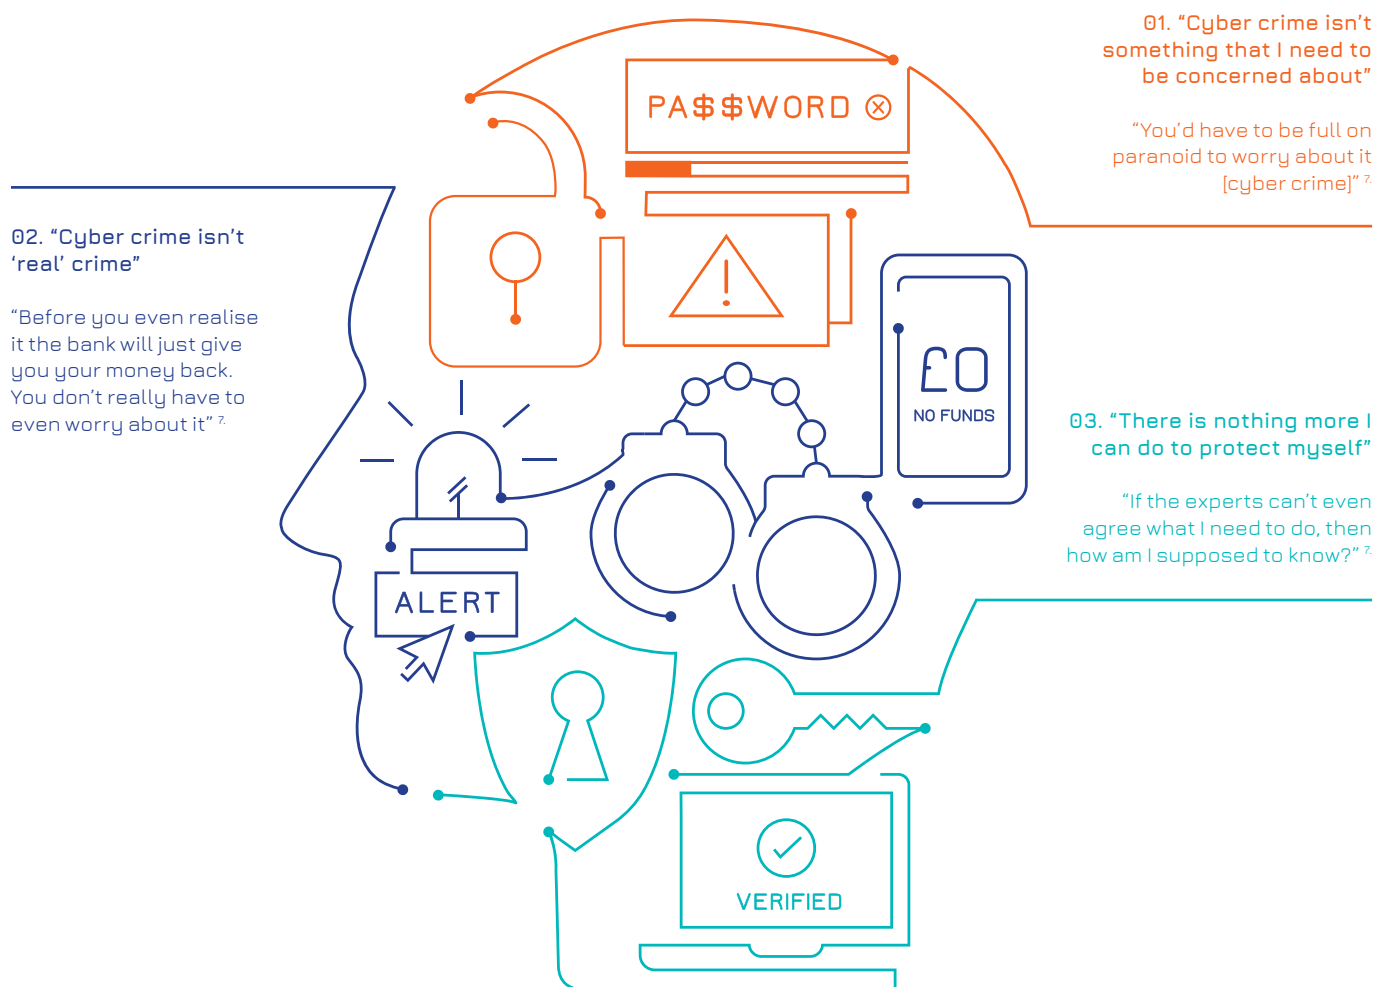 01. “Cyber crime isn’t
something that I need to
be concerned about”
“You’d have to be full on
paranoid to worry about it
[cyber crime]” 7.
PA$$WORD
02. “Cyber crime isn’t
‘real’ crime”
“Before you even realise
it the bank will just give
you your money back.
You don’t really have to
even worry about it” 7.
!
£0
NO FUNDS
03. “There is nothing more I
can do to protect myself”
“If the experts can’t even
agree what I need to do, then
how am I supposed to know?” 7.
ALERT
VERIFIED